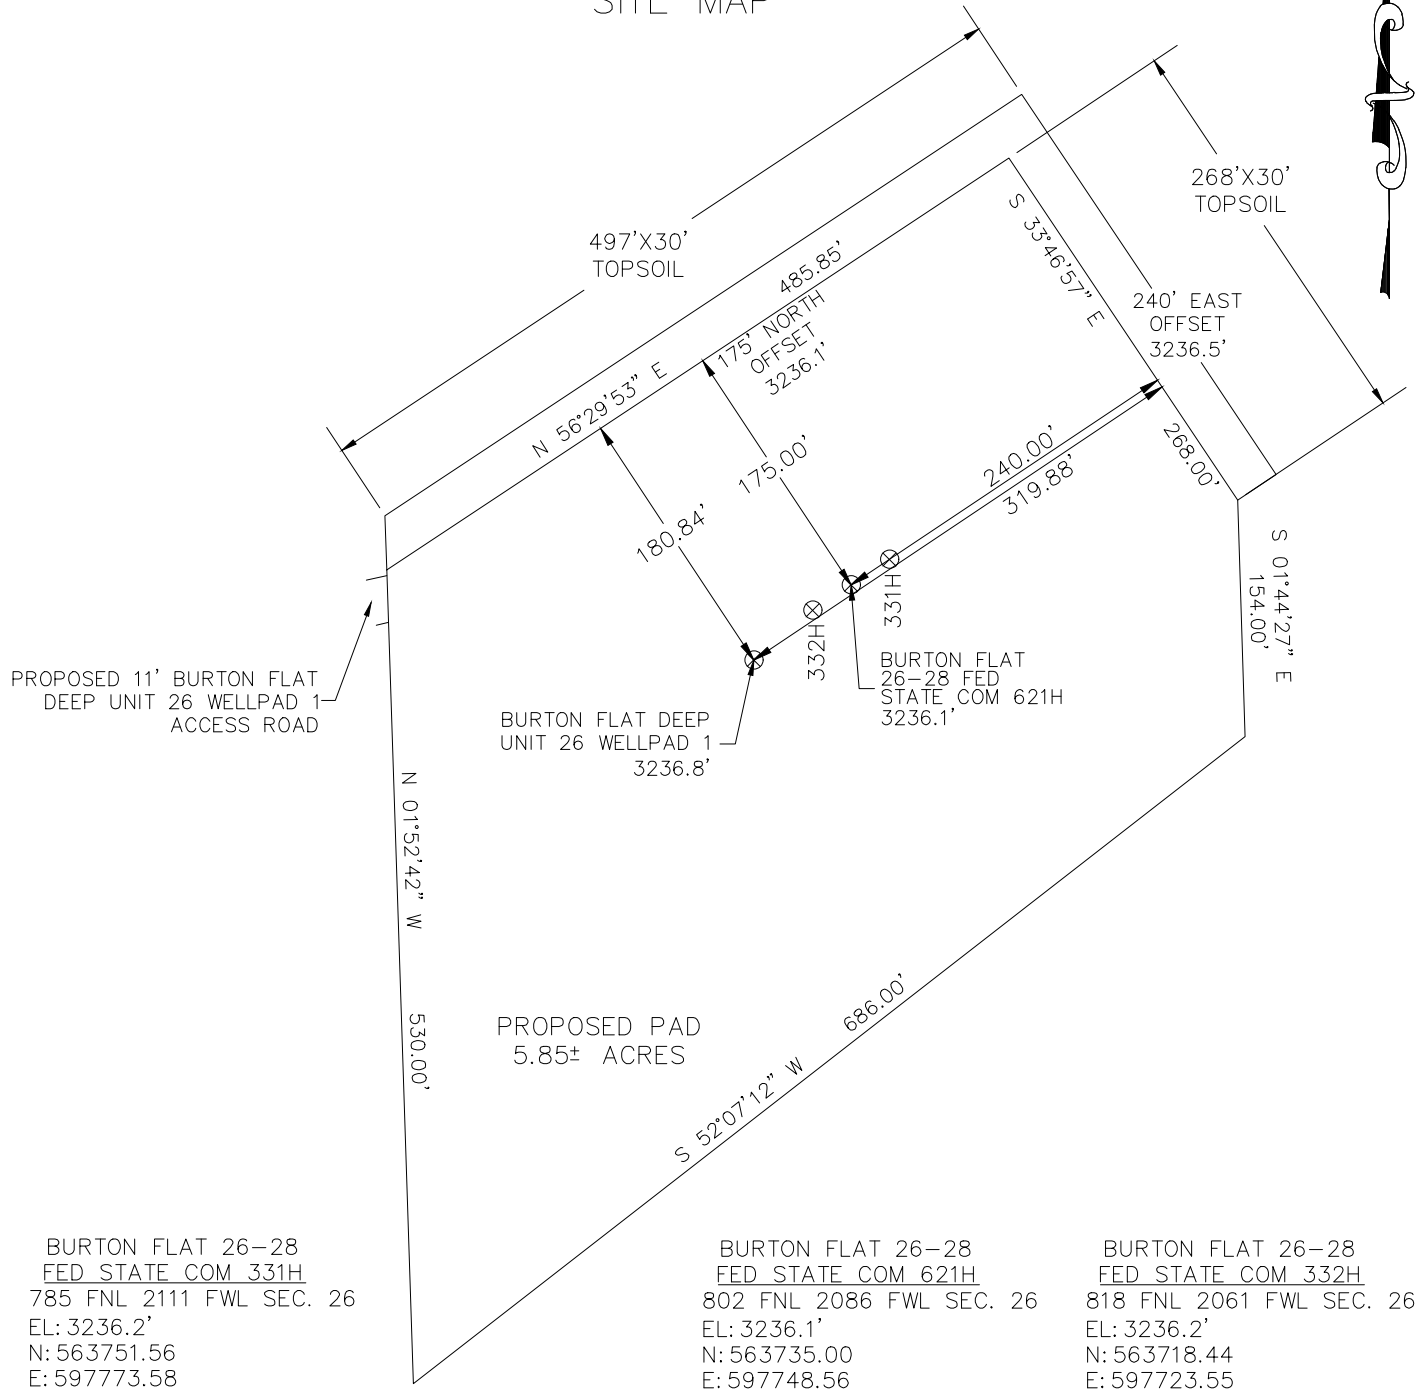 SITE MAP
268'X30'
TOPSOIL
497'X30'
TOPSOIL
485.85'
S 33°46'57" E
175' NORTH
OFFSET
3236.1'
240' EAST
OFFSET
3236.5'
N 56°29'53" E
175.00'
180.84'
240.00'
319.88'
268.00'
S 01°44'27" E
154.00'
331H
332H
PROPOSED 11' BURTON FLAT
DEEP UNIT 26 WELLPAD 1
ACCESS ROAD
BURTON FLAT
26-28 FED
STATE COM 621H
3236.1'
BURTON FLAT DEEP
UNIT 26 WELLPAD 1
3236.8'
N 01°52'42" W
530.00'
PROPOSED PAD
5.85± ACRES
686.00'
S 52°07'12" W
BURTON FLAT 26-28
FED STATE COM 331H
785 FNL 2111 FWL SEC. 26
EL: 3236.2'
N: 563751.56
E: 597773.58
BURTON FLAT 26-28
FED STATE COM 621H
802 FNL 2086 FWL SEC. 26
EL: 3236.1'
N: 563735.00
E: 597748.56
BURTON FLAT 26-28
FED STATE COM 332H
818 FNL 2061 FWL SEC. 26
EL: 3236.2'
N: 563718.44
E: 597723.55